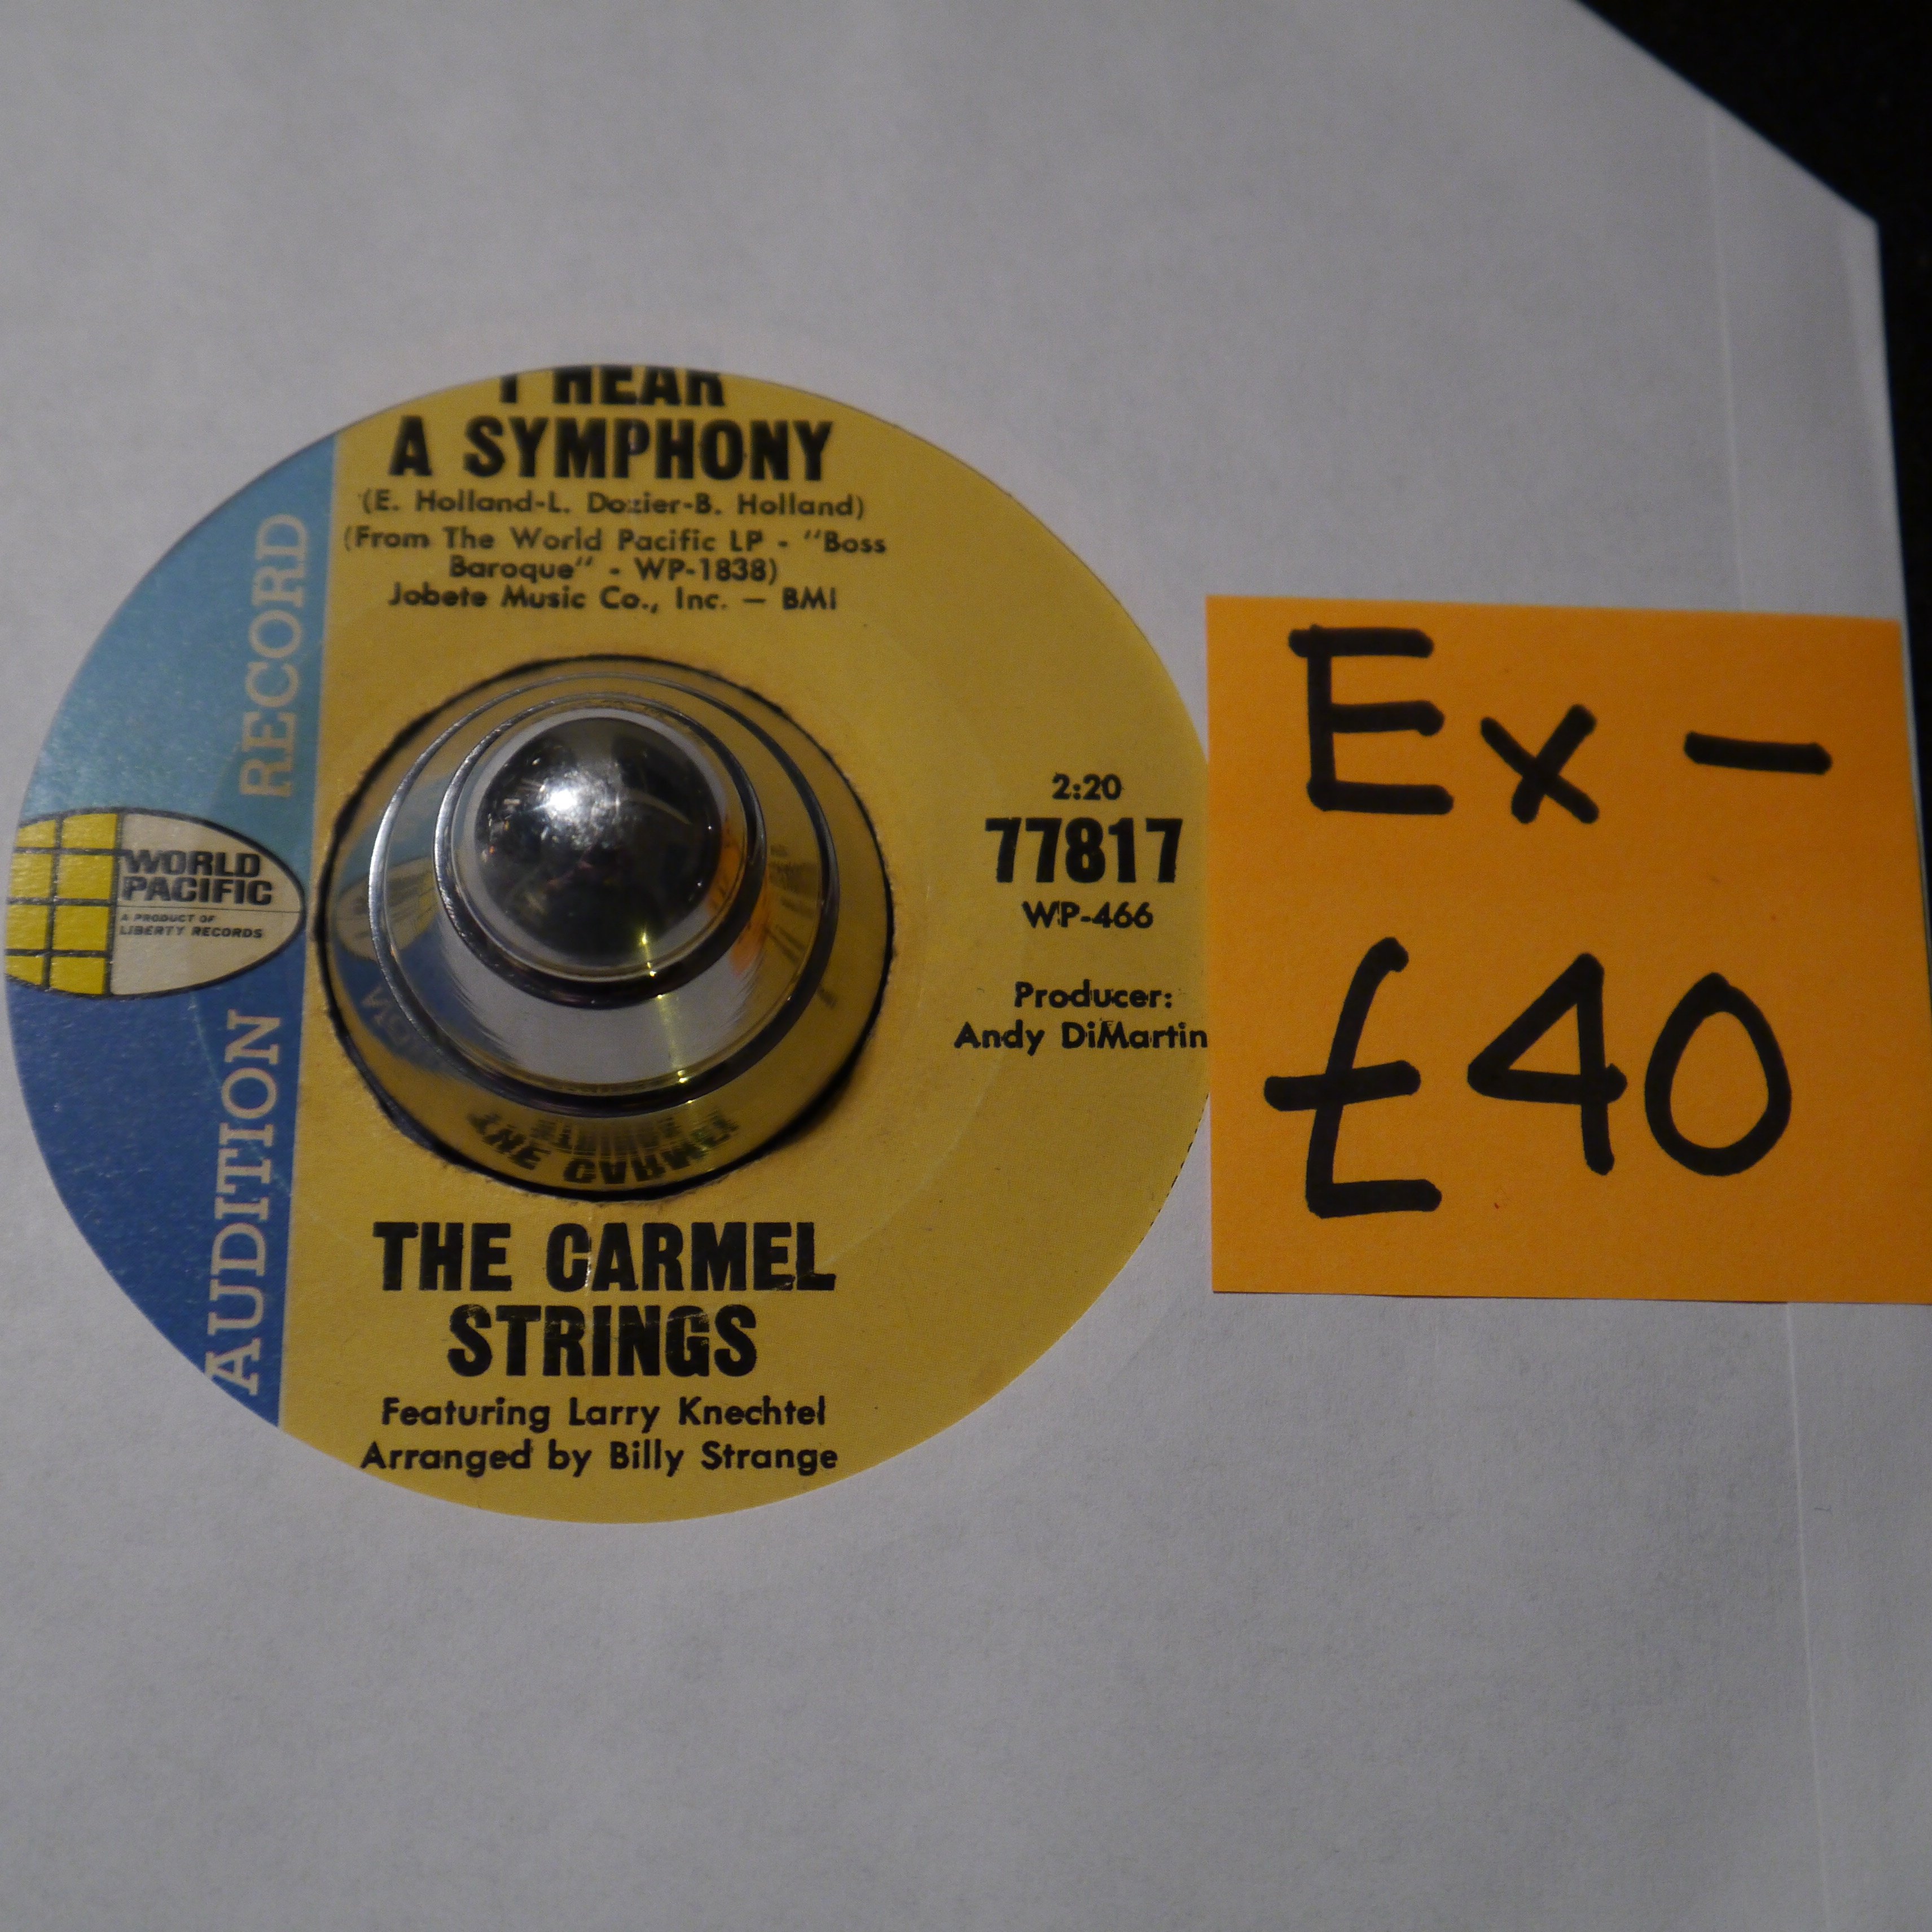 I HEAR
A SYMPHONY
(E. Holland-L. Dozier-B. Holland)
(From The World Pacific LP - "Boss
Baroque" - WP-1838)
Jobete Music Co., Inc. — BMI
AUDITION RECORD
WORLD
PACIFIC
A PRODUCT OF
LIBERTY RECORDS
2:20
77817
WP-466
Producer:
Andy DiMartin
THE CARMEL
STRINGS
Featuring Larry Knechtel
Arranged by Billy Strange
Ex -
£40